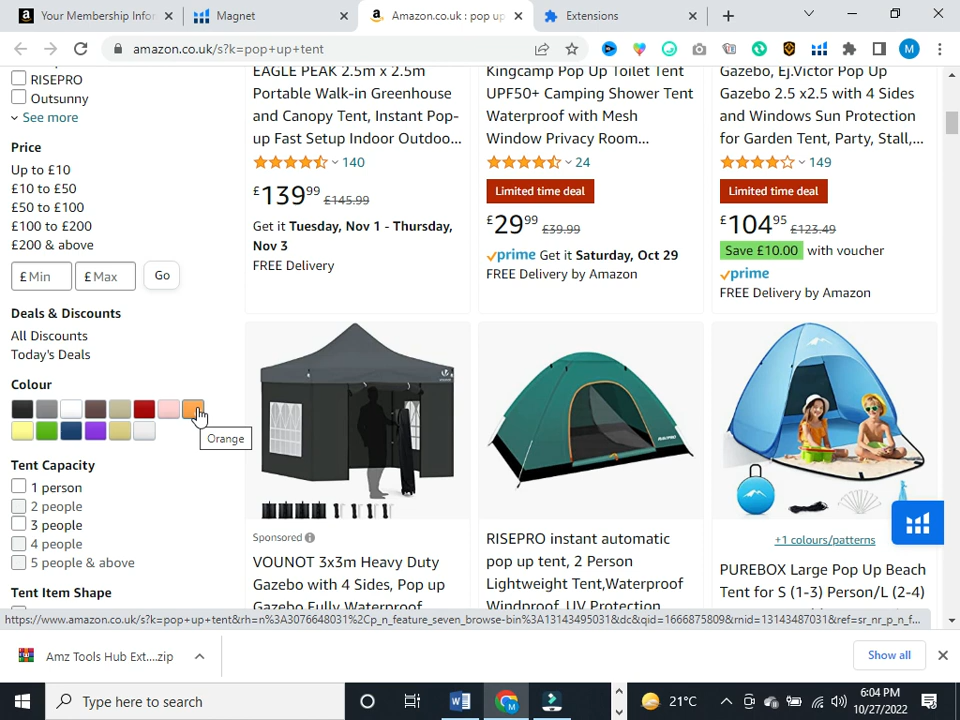 Your Membership Info
Magnet
Amazon.co.uk : pop up
Extensions
amazon.co.uk/s?k=pop+up+tent
M
RISEPRO
Outsunny
See more
Price
Up to £10
£10 to £50
£50 to £100
£100 to £200
£200 & above
£ Min
£ Max
Go
Deals & Discounts
All Discounts
Today's Deals
Colour
Orange
Tent Capacity
1 person
2 people
3 people
4 people
5 people & above
Tent Item Shape
EAGLE PEAK 2.5m x 2.5m
Portable Walk-in Greenhouse
and Canopy Tent, Instant Pop-
up Fast Setup Indoor Outdoo...
140
£139.99 £145.99
Get it Tuesday, Nov 1 - Thursday,
Nov 3
FREE Delivery
Kingcamp Pop Up Toilet Tent
UPF50+ Camping Shower Tent
Waterproof with Mesh
Window Privacy Room...
24
Limited time deal
£29.99 £39.99
prime Get it Saturday, Oct 29
FREE Delivery by Amazon
Gazebo, Ej.Victor Pop Up
Gazebo 2.5 x2.5 with 4 Sides
and Windows Sun Protection
for Garden Tent, Party, Stall,...
149
Limited time deal
£104.95 £123.49
Save £10.00 with voucher
prime
FREE Delivery by Amazon
Sponsored
VOUNOT 3x3m Heavy Duty
Gazebo with 4 Sides, Pop up
Gazebo Fully Waterproof
RISEPRO instant automatic
pop up tent, 2 Person
Lightweight Tent,Waterproof
Windproof, UV Protection
+1 colours/patterns
PUREBOX Large Pop Up Beach
Tent for S (1-3) Person/L (2-4)
https://www.amazon.co.uk/s?k=pop+up+tent&rh=n%3A3076648031%2Cp_n_feature_seven_browse-bin%3A13143495031&dc&qid=1666875809&rnid=13143487031&ref=sr_nr_p_n_f...
Amz Tools Hub Ext....zip
Show all
Type here to search
21°C
6:04 PM
10/27/2022